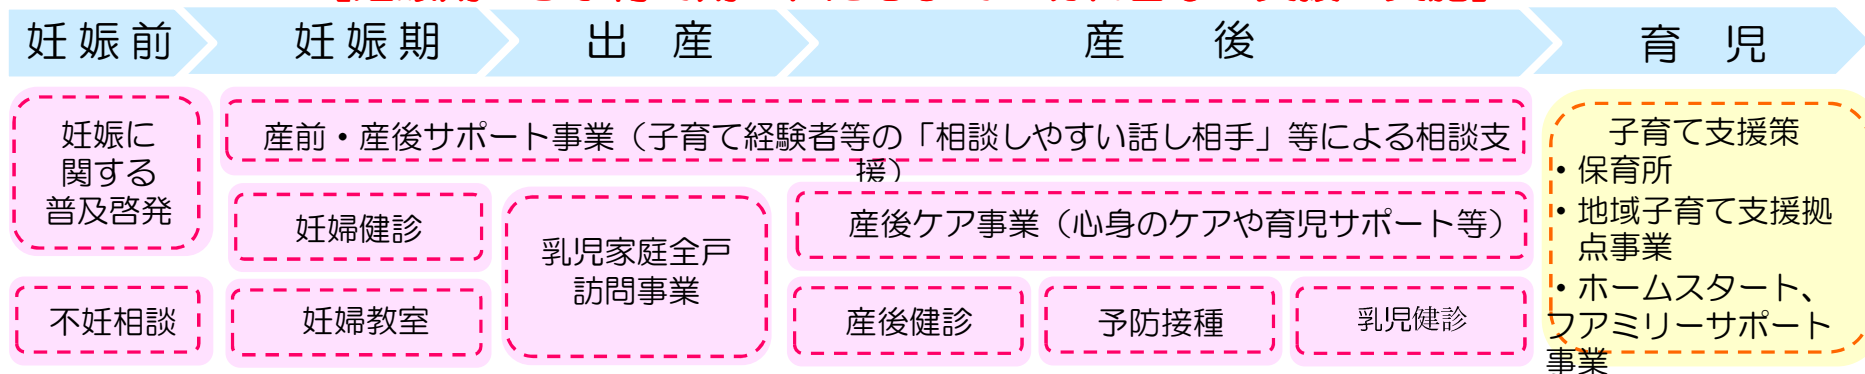 妊娠前
妊娠期
出　産
産　　後
育　児
妊娠に
関する
普及啓発
不妊相談
産前・産後サポート事業（子育て経験者等の「相談しやすい話し相手」等による相談支
援）
妊婦健診
妊婦教室
乳児家庭全戸
訪問事業
産後ケア事業（心身のケアや育児サポート等）
産後健診
予防接種
乳児健診
子育て支援策
・保育所
・地域子育て支援拠
点事業
・ホームスタート、
フアミリーサポート
事業